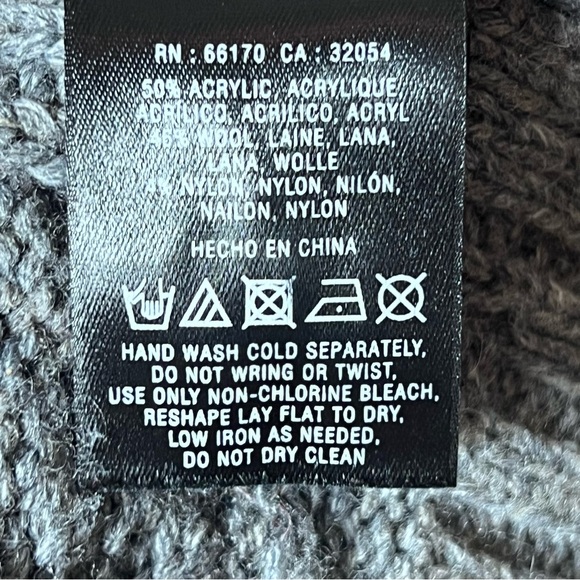 RN : 66170 CA : 32054
50% ACRYLIC, ACRYLIQUE,
ACRÍLICO, ACRILICO, ACRYL
46% WOOL, LAINE, LANA,
LANA, WOLLE
4% NYLON, NYLON, NILÓN,
NAILON, NYLON
HECHO EN CHINA
HAND WASH COLD SEPARATELY,
DO NOT WRING OR TWIST,
USE ONLY NON-CHLORINE BLEACH,
RESHAPE LAY FLAT TO DRY,
LOW IRON AS NEEDED,
DO NOT DRY CLEAN